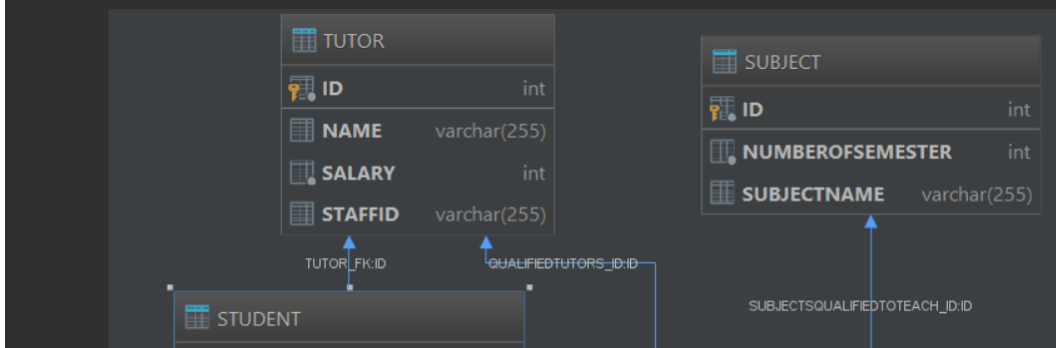 TUTOR
ID int
NAME varchar(255)
SALARY int
STAFFID varchar(255)
SUBJECT
ID int
NUMBEROFSEMESTER int
SUBJECTNAME varchar(255)
TUTOR_FK:ID
QUALIFIEDTUTORS_ID:ID
SUBJECTSQUALIFIEDTOTEACH_ID:ID
STUDENT